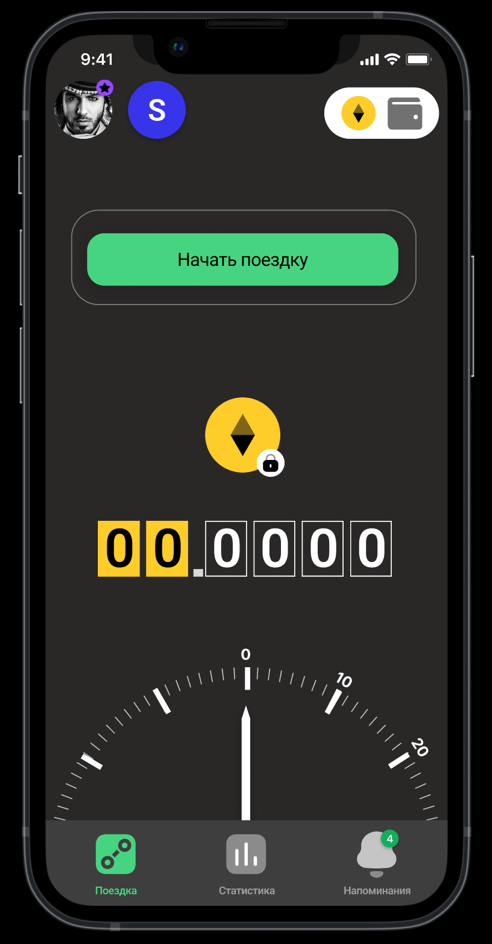 9:41
S
Начать поездку
00.0000
0
10
20
4
Поездка
Статистика
Напоминания